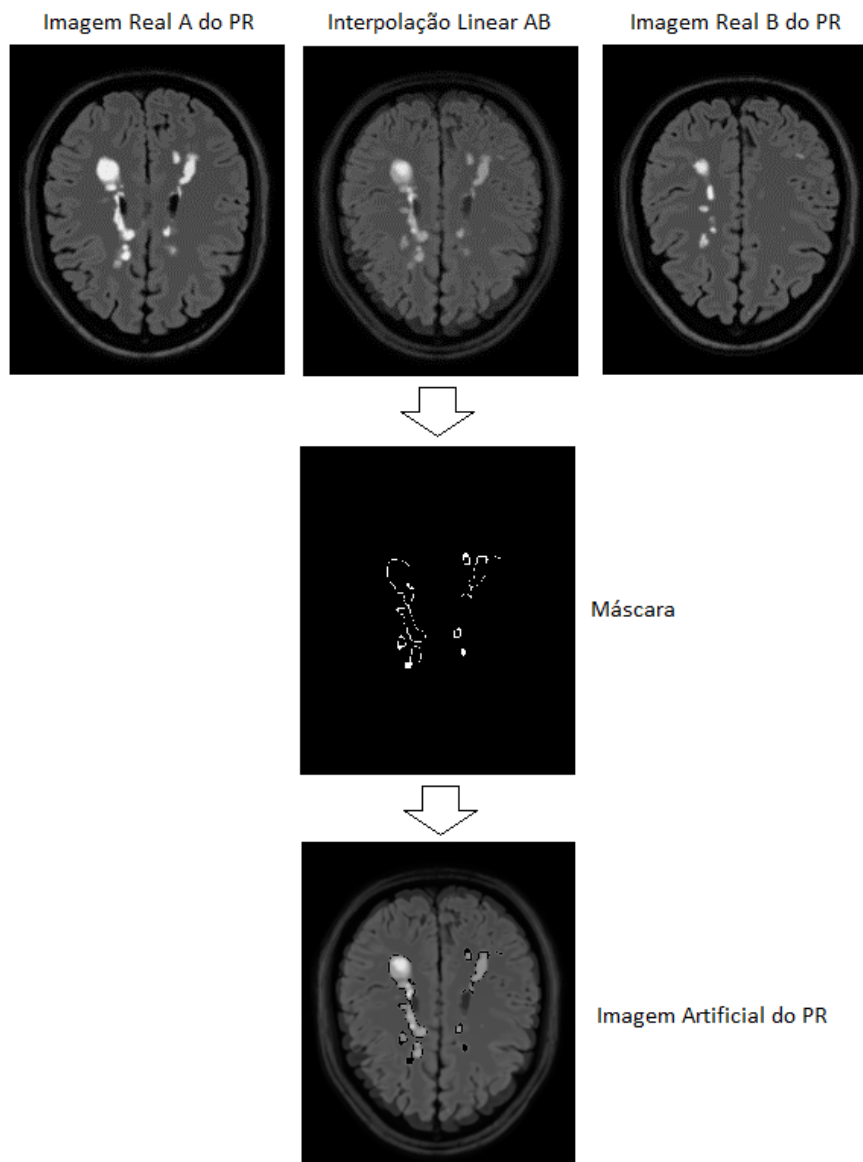 Imagem Real A do PR
Interpolação Linear AB
Imagem Real B do PR
Máscara
Imagem Artificial do PR